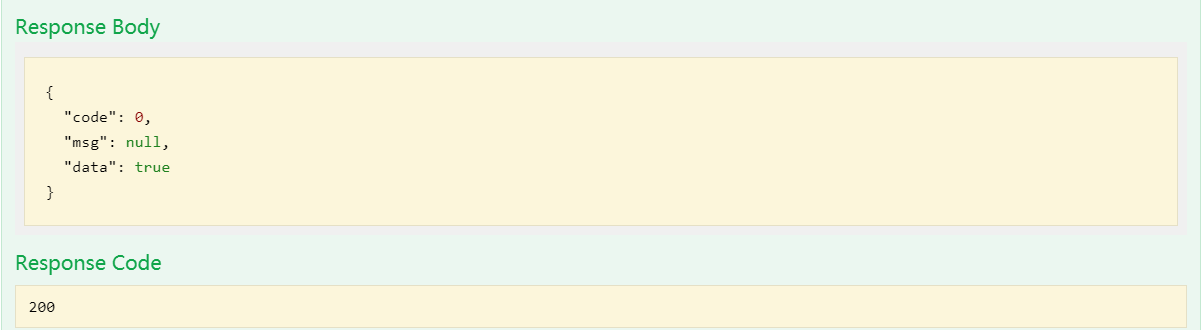 Response Body
{
"code": 0,
"msg": null,
"data": true
}
Response Code
200